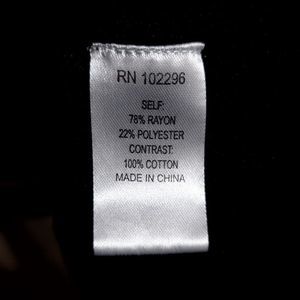 RN 102296
SELF:
78% RAYON
22% POLYESTER
CONTRAST:
100% COTTON
MADE IN CHINA